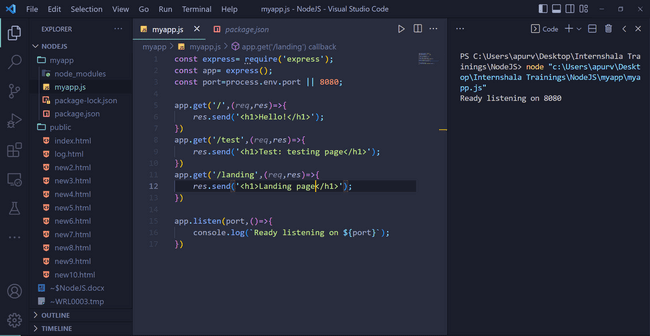 File Edit Selection View Go Run Terminal Help myapp.js - NodeJS - Visual Studio Code
EXPLORER
NODEJS
myapp
node_modules
myapp.js
package-lock.json
package.json
public
index.html
log.html
new2.html
new3.html
new4.html
new5.html
new6.html
new7.html
new8.html
new9.html
new10.html
~$NodeJS.docx
~WRL0003.tmp
OUTLINE
TIMELINE
myapp.js package.json
myapp > myapp.js > app.get('/landing') callback
1 const express= require('express');
2 const app= express();
3 const port=process.env.port || 8080;
4
5 app.get('/',(req,res)=>{
6 res.send('<h1>Hello!</h1>');
7 })
8 app.get('/test',(req,res)=>{
9 res.send('<h1>Test: testing page</h1>');
10 })
11 app.get('/landing',(req,res)=>{
12 res.send('<h1>Landing page</h1>');
13 })
14
15 app.listen(port,()=>{
16 console.log(`Ready listening on ${port}`);
17 })
Code
PS C:\Users\apurv\Desktop\Internshala Tra
inings\NodeJS> node "c:\Users\apurv\Deskt
op\Internshala Trainings\NodeJS\myapp\mya
pp.js"
Ready listening on 8080